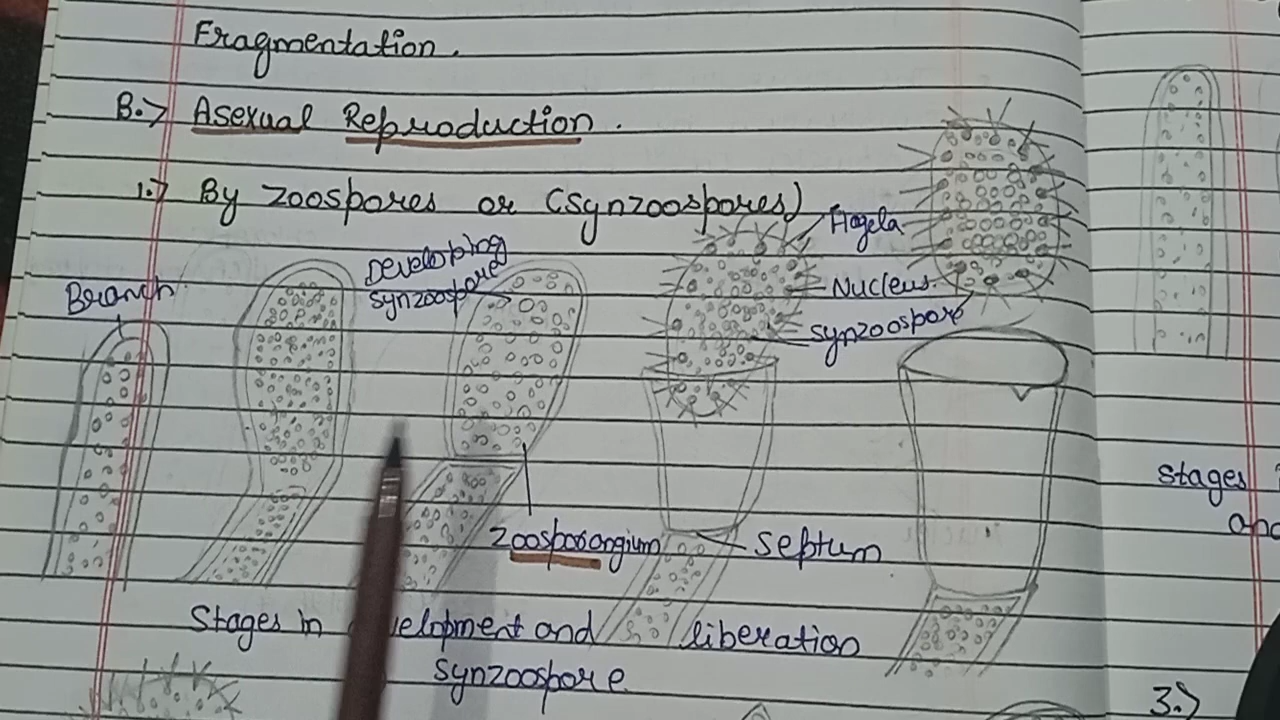 Fragmentation.
B.) Asexual Reproduction.
1.) By Zoospores or (Synzoospores)
Flagela
Developing
synzoospore
Branch
Nucleus.
synzoospore
Zoosporangium
Septum
Stages in elopment and liberation
synzoospore.
stages
and
3.)